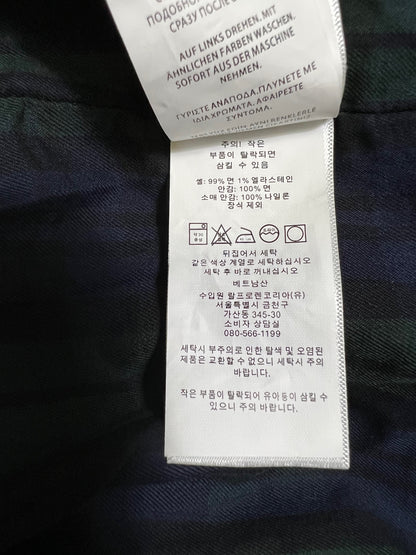 ПОДОБНОГО
СРАЗУ ПОСЛЕ
AUF LINKS DREHEN. MIT
ÄHNLICHEN FARBEN WASCHEN.
SOFORT AUS DER MASCHINE
NEHMEN.
ΓΥΡΙΣΤΕ ΑΝΑΠΟΔΑ. ΠΛΥΝΕΤΕ ΜΕ
ΙΔΙΑ ΧΡΩΜΑΤΑ. ΑΦΑΙΡΕΣΤΕ
ΣΥΝΤΟΜΑ.
AYNI RENKLERLE
주의! 작은
부품이 탈락되면
삼킬 수 있음
쉘: 99% 면 1% 엘라스테인
안감: 100% 면
소매 안감: 100% 나일론
장식 제외
뒤집어서 세탁
같은 색상 계열로 세탁하십시오
세탁 후 바로 꺼내십시오
베트남산
수입원 랄프로렌코리아(유)
서울특별시 금천구
가산동 345-30
소비자 상담실
080-566-1199
세탁시 부주의로 인한 탈색 및 오염된
제품은 교환할 수 없으니 세탁시 주의
바랍니다.
작은 부품이 탈락되어 유아등이 삼킬 수
있으니 주의 바랍니다.